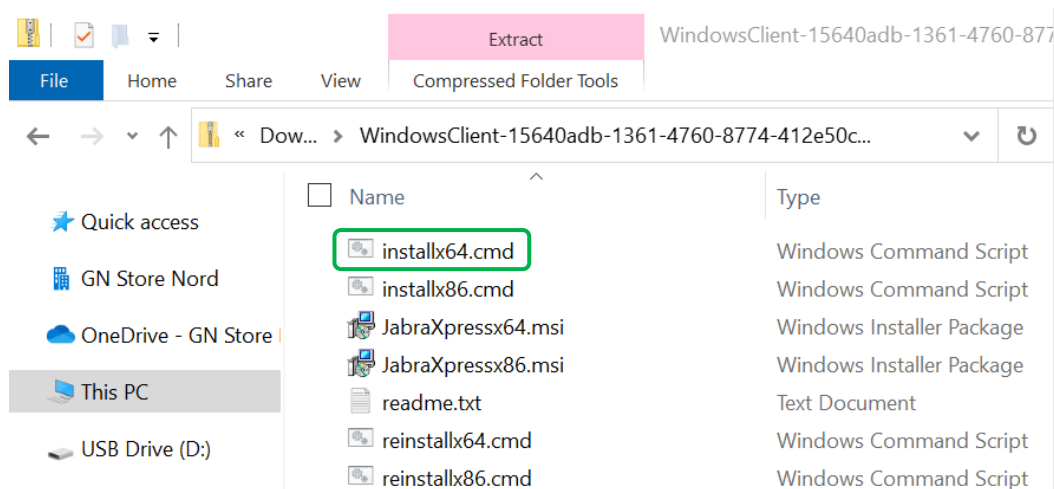 Extract WindowsClient-15640adb-1361-4760-877
File Home Share View Compressed Folder Tools
« Dow... > WindowsClient-15640adb-1361-4760-8774-412e50c...
Name Type
Quick access
GN Store Nord
OneDrive - GN Store
This PC
USB Drive (D:)
installx64.cmd Windows Command Script
installx86.cmd Windows Command Script
JabraXpressx64.msi Windows Installer Package
JabraXpressx86.msi Windows Installer Package
readme.txt Text Document
reinstallx64.cmd Windows Command Script
reinstallx86.cmd Windows Command Script